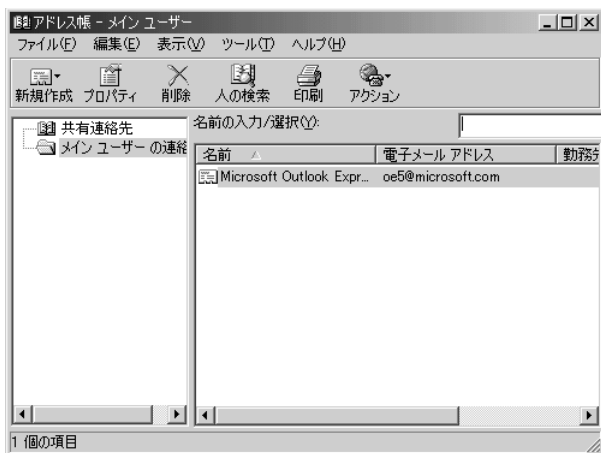 アドレス帳 - メイン ユーザー
ファイル(F) 編集(E) 表示(V) ツール(T) ヘルプ(H)
新規作成 プロパティ 削除 人の検索 印刷 アクション
共有連絡先
メイン ユーザー の連絡
名前の入力/選択(Y):
名前 電子メール アドレス 勤務先
Microsoft Outlook Expr... oe5@microsoft.com
1 個の項目